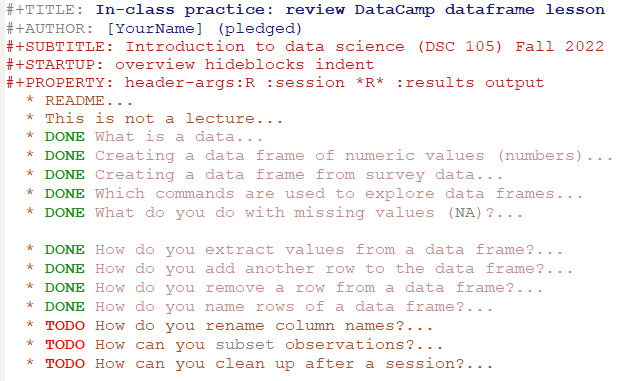 #+TITLE: In-class practice: review DataCamp dataframe lesson
#+AUTHOR: [YourName] (pledged)
#+SUBTITLE: Introduction to data science (DSC 105) Fall 2022
#+STARTUP: overview hideblocks indent
#+PROPERTY: header-args:R :session *R* :results output
* README...
* This is not a lecture...
* DONE What is a data...
* DONE Creating a data frame of numeric values (numbers)...
* DONE Creating a data frame from survey data...
* DONE Which commands are used to explore data frames...
* DONE What do you do with missing values (NA)?...
* DONE How do you extract values from a data frame?...
* DONE How do you add another row to the data frame?...
* DONE How do you remove a row from a data frame?...
* DONE How do you name rows of a data frame?...
* TODO How do you rename column names?...
* TODO How can you subset observations?...
* TODO How can you clean up after a session?...